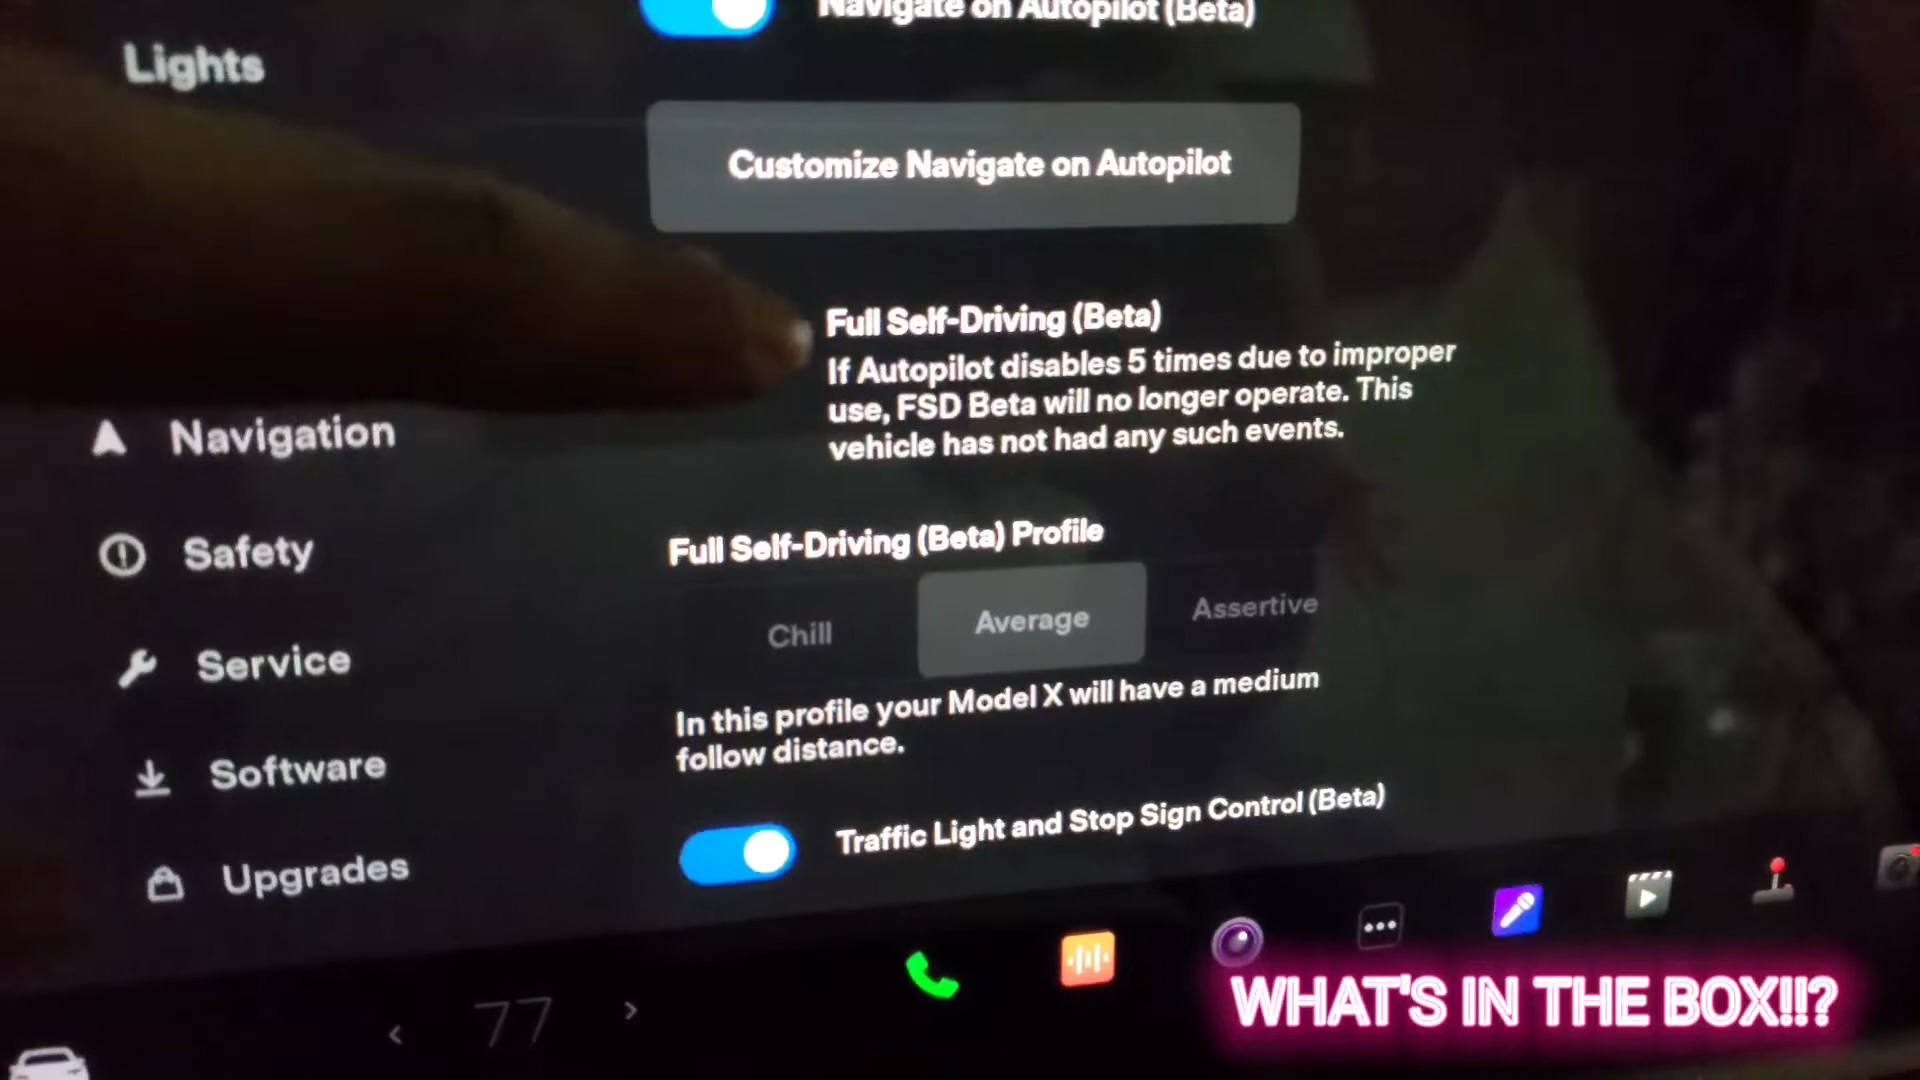 Navigate on Autopilot (Beta)
Lights
Customize Navigate on Autopilot
Full Self-Driving (Beta)
If Autopilot disables 5 times due to improper
use, FSD Beta will no longer operate. This
vehicle has not had any such events.
Navigation
Safety
Service
Software
Upgrades
Full Self-Driving (Beta) Profile
Chill
Average
Assertive
In this profile your Model X will have a medium
follow distance.
Traffic Light and Stop Sign Control (Beta)
< 77 >
WHAT'S IN THE BOX!!?